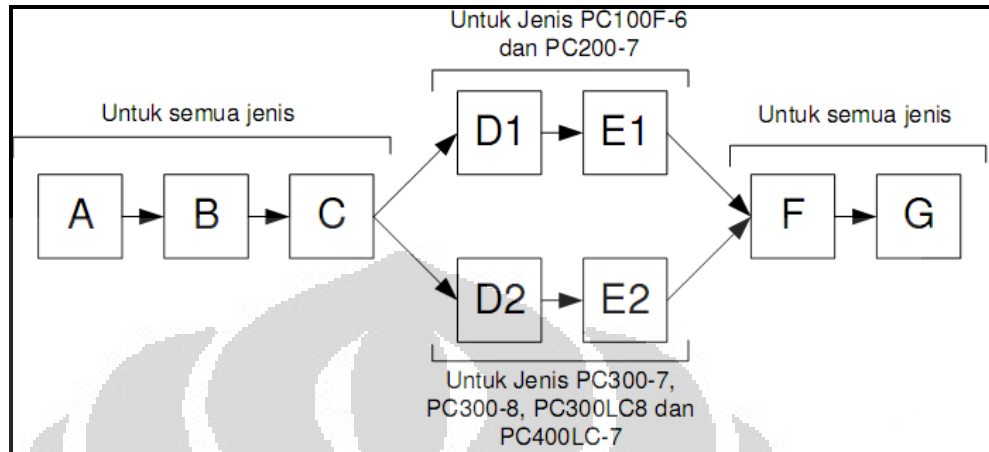 Untuk Jenis PC100F-6
dan PC200-7
Untuk semua jenis
Untuk semua jenis
D1
E1
A
B
C
F
G
D2
E2
Untuk Jenis PC300-7,
PC300-8, PC300LC8 dan
PC400LC-7